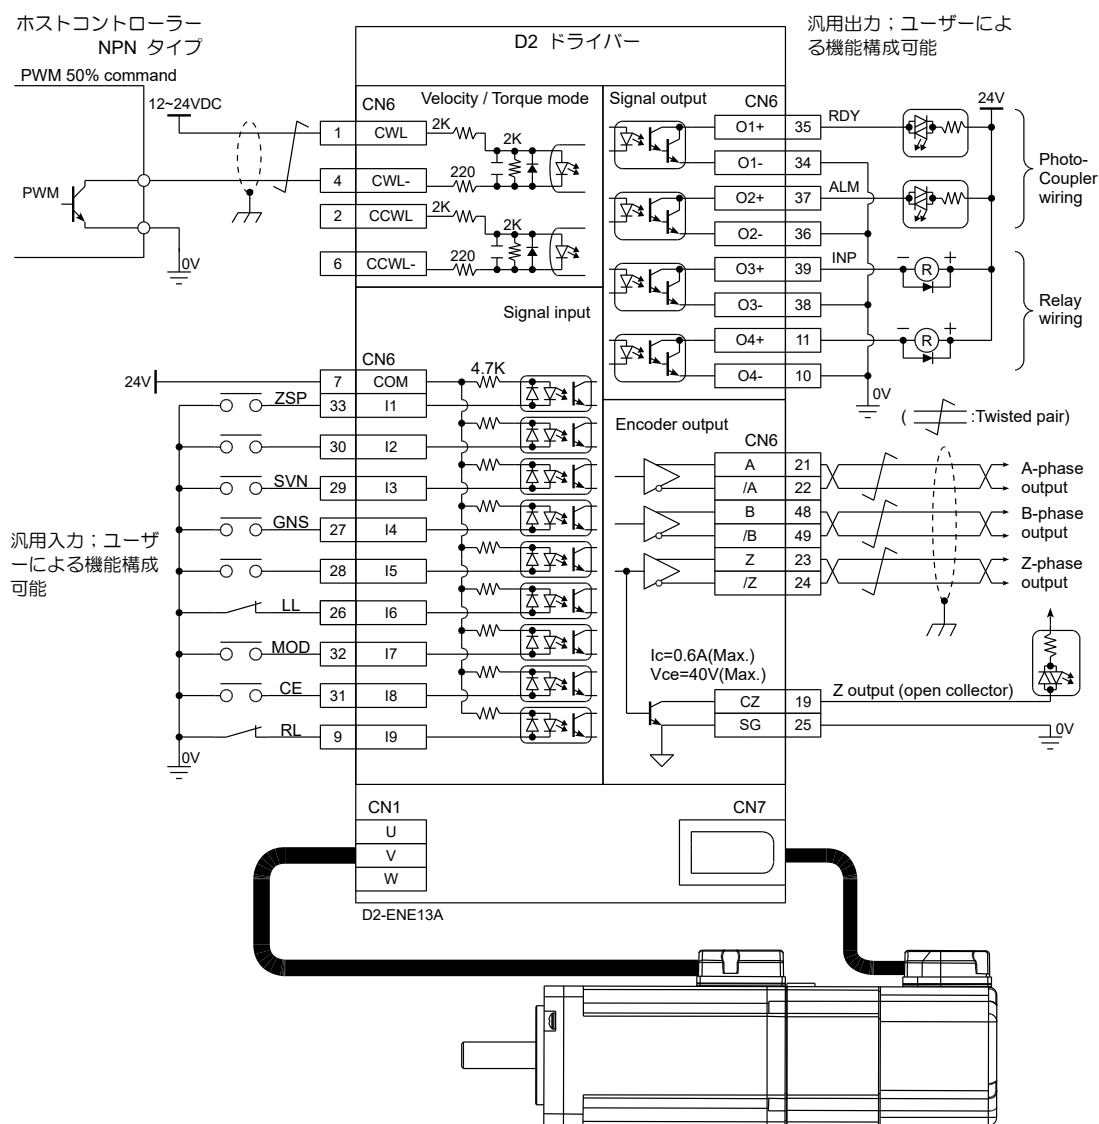 ホストコントローラー
NPN タイプ
PWM 50% command
12~24VDC
PWM
0V
D2 ドライバー
汎用出力；ユーザーによ
る機能構成可能
CN6
Velocity / Torque mode
1 CWL 2K
2K
4 CWL- 220
2 CCWL 2K
2K
6 CCWL- 220
Signal output
CN6
24V
O1+ 35 RDY
O1- 34
O2+ 37 ALM
O2- 36
O3+ 39 INP
O3- 38
O4+ 11
O4- 10
Photo-
Coupler
wiring
− R +
Relay
wiring
− R +
0V
Signal input
CN6
24V 7 COM 4.7K
ZSP 33 I1
30 I2
SVN 29 I3
GNS 27 I4
28 I5
LL 26 I6
MOD 32 I7
CE 31 I8
RL 9 I9
0V
汎用入力；ユーザ
ーによる機能構成
可能
( :Twisted pair)
Encoder output
CN6
A 21
/A 22
B 48
/B 49
Z 23
/Z 24
A-phase
output
B-phase
output
Z-phase
output
Ic=0.6A(Max.)
Vce=40V(Max.)
CZ 19 Z output (open collector)
SG 25
0V
CN1
U
V
W
CN7
D2-ENE13A